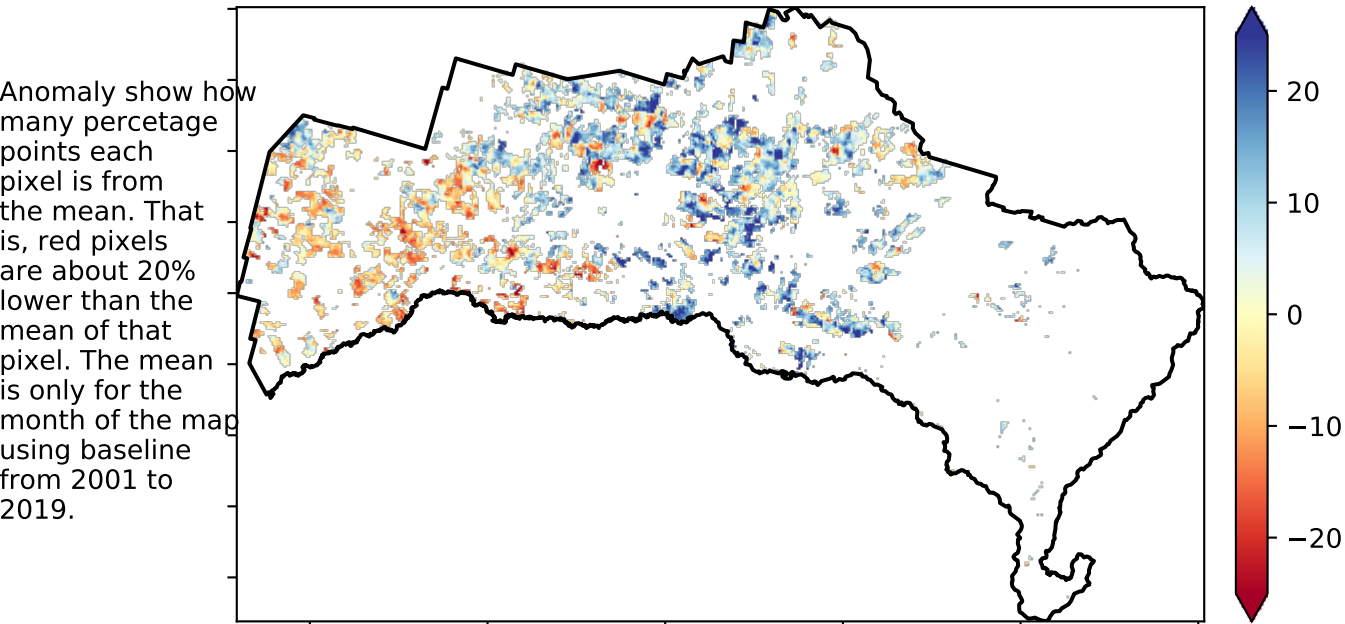 Anomaly show how
many percetage
points each
pixel is from
the mean. That
is, red pixels
are about 20%
lower than the
mean of that
pixel. The mean
is only for the
month of the map
using baseline
from 2001 to
2019.
20
10
0
−10
−20